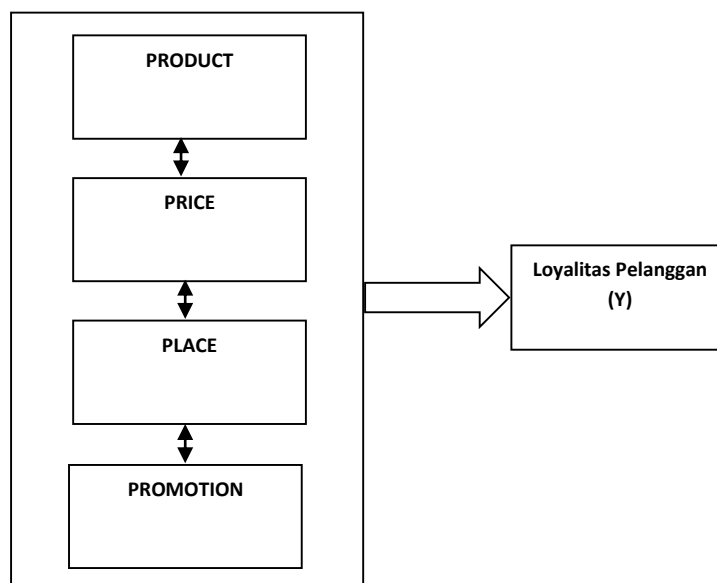 PRODUCT
PRICE
PLACE
PROMOTION
Loyalitas Pelanggan
(Y)